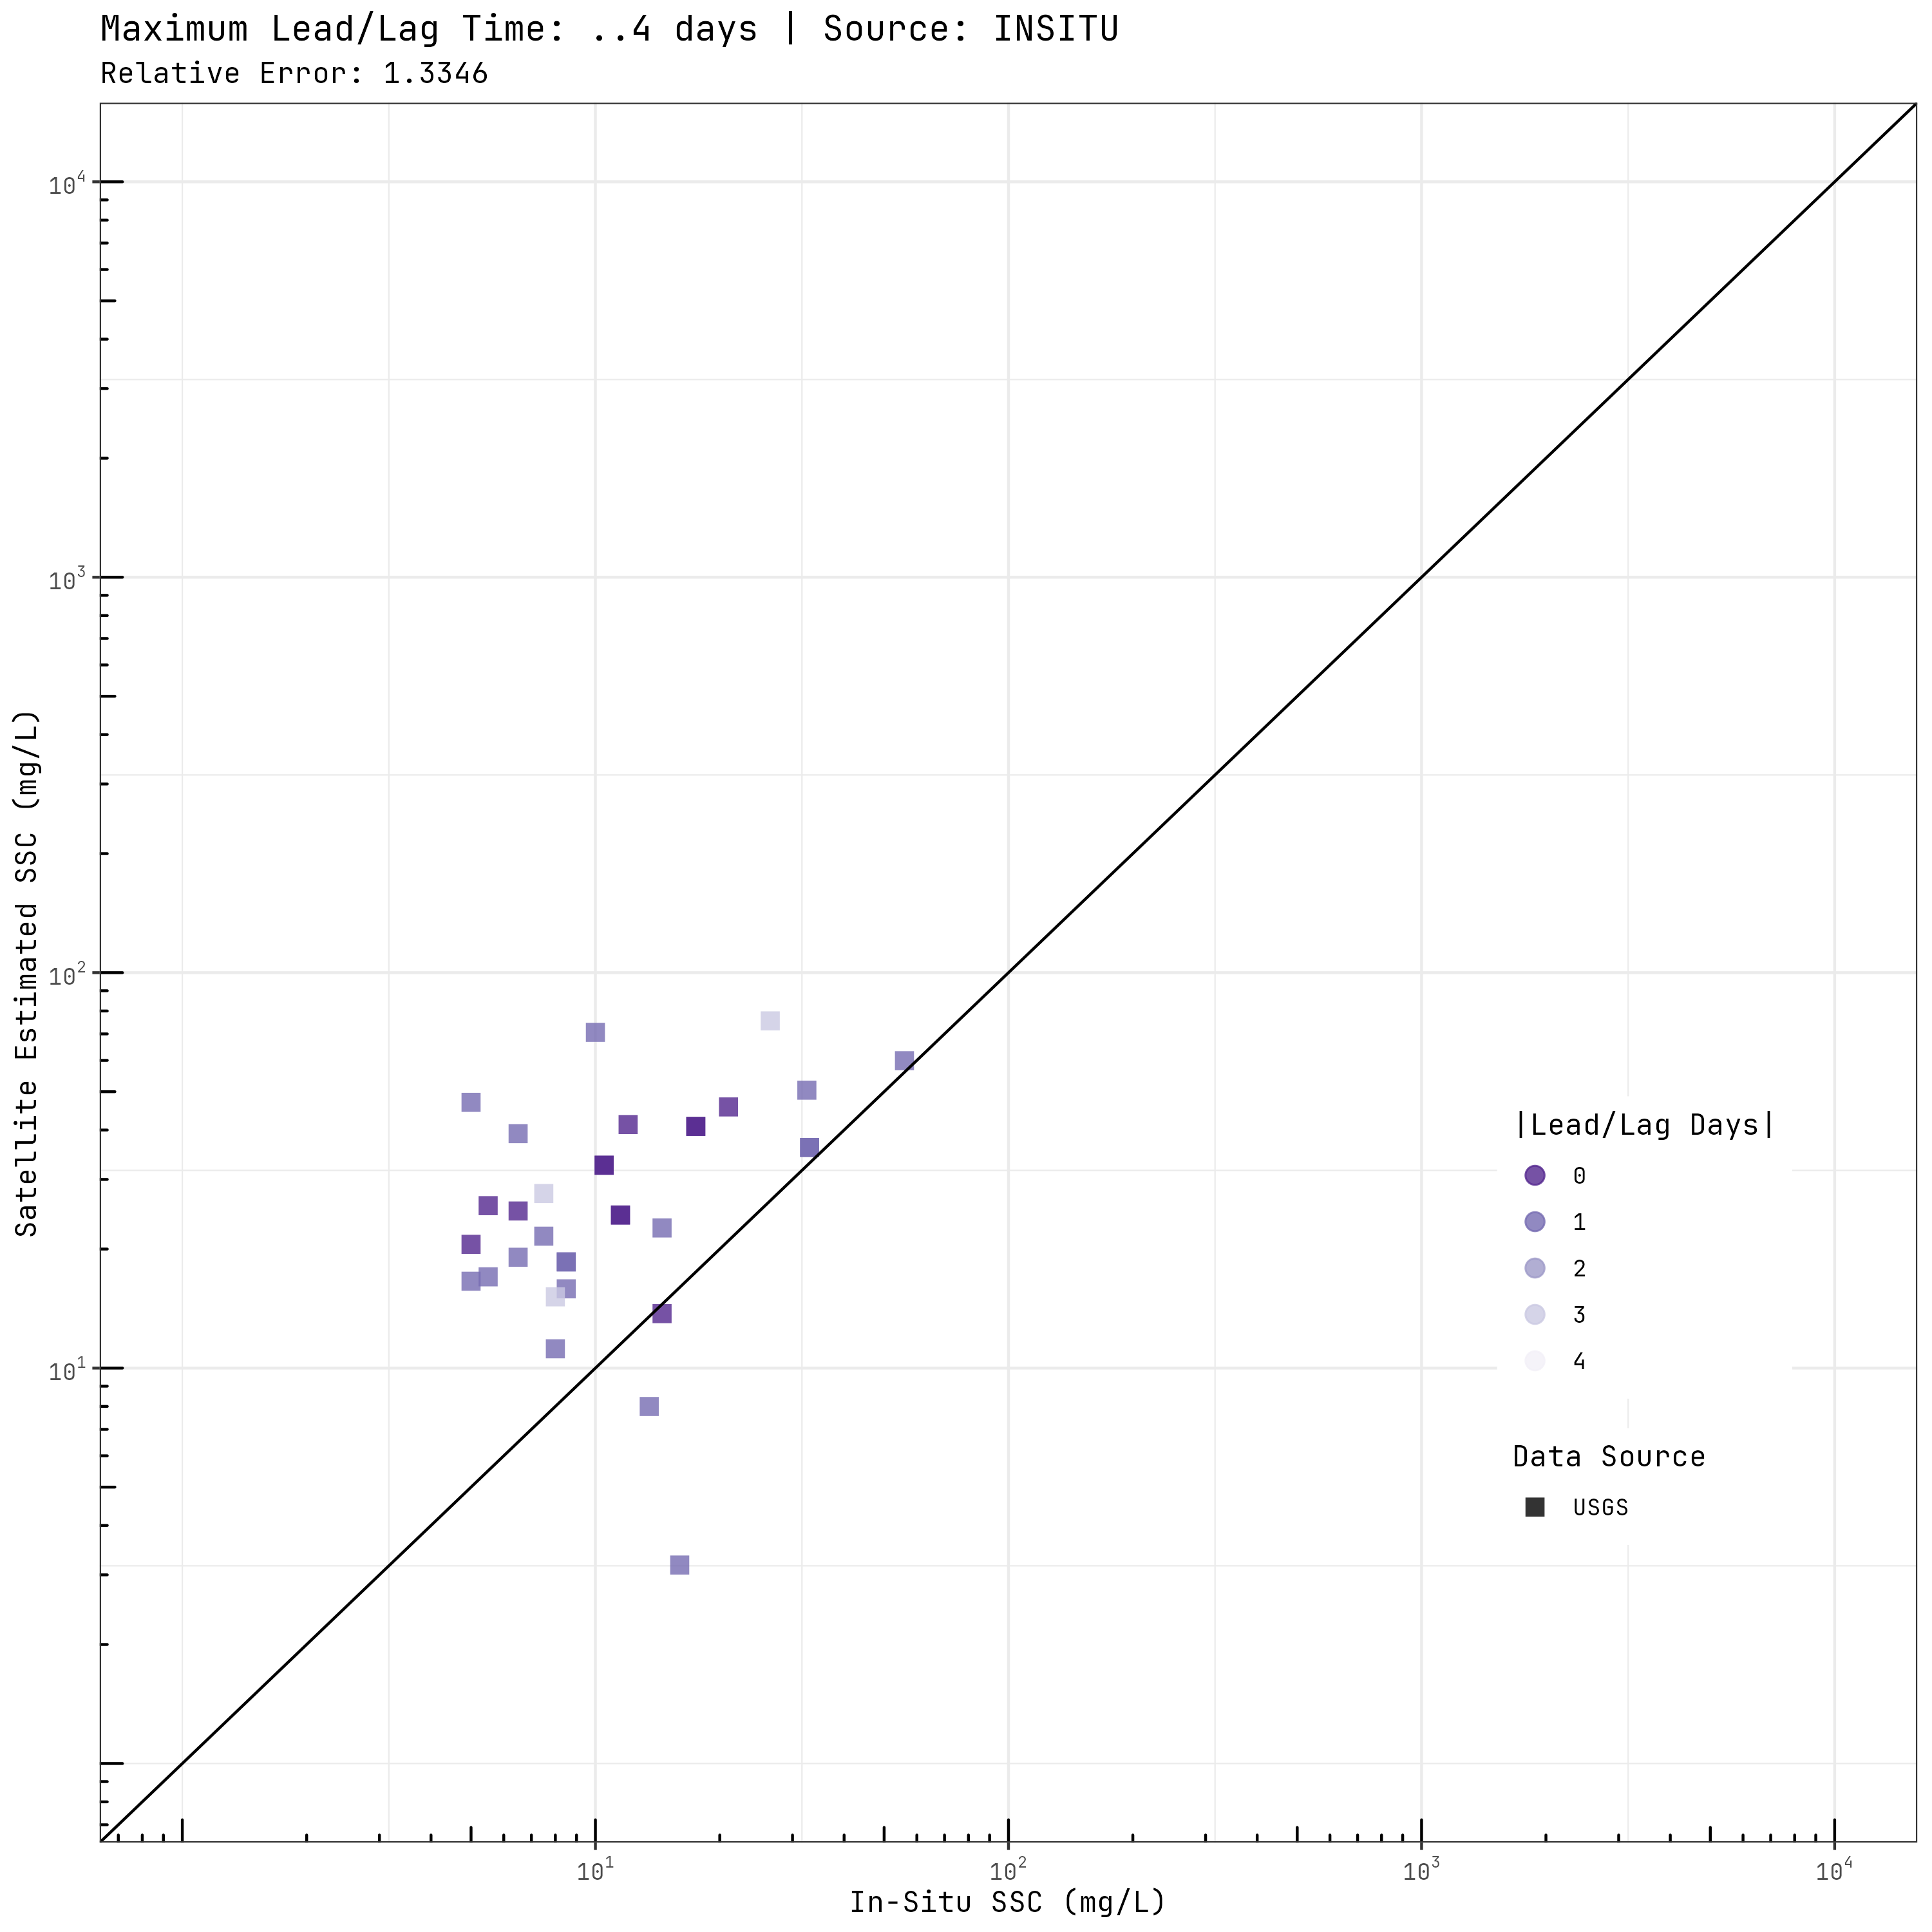 Maximum Lead/Lag Time: ..4 days | Source: INSITU
Relative Error: 1.3346
10⁴
10³
10²
10¹
Satellite Estimated SSC (mg/L)
|Lead/Lag Days|
0
1
2
3
4
Data Source
USGS
10¹ 10² 10³ 10⁴
In-Situ SSC (mg/L)